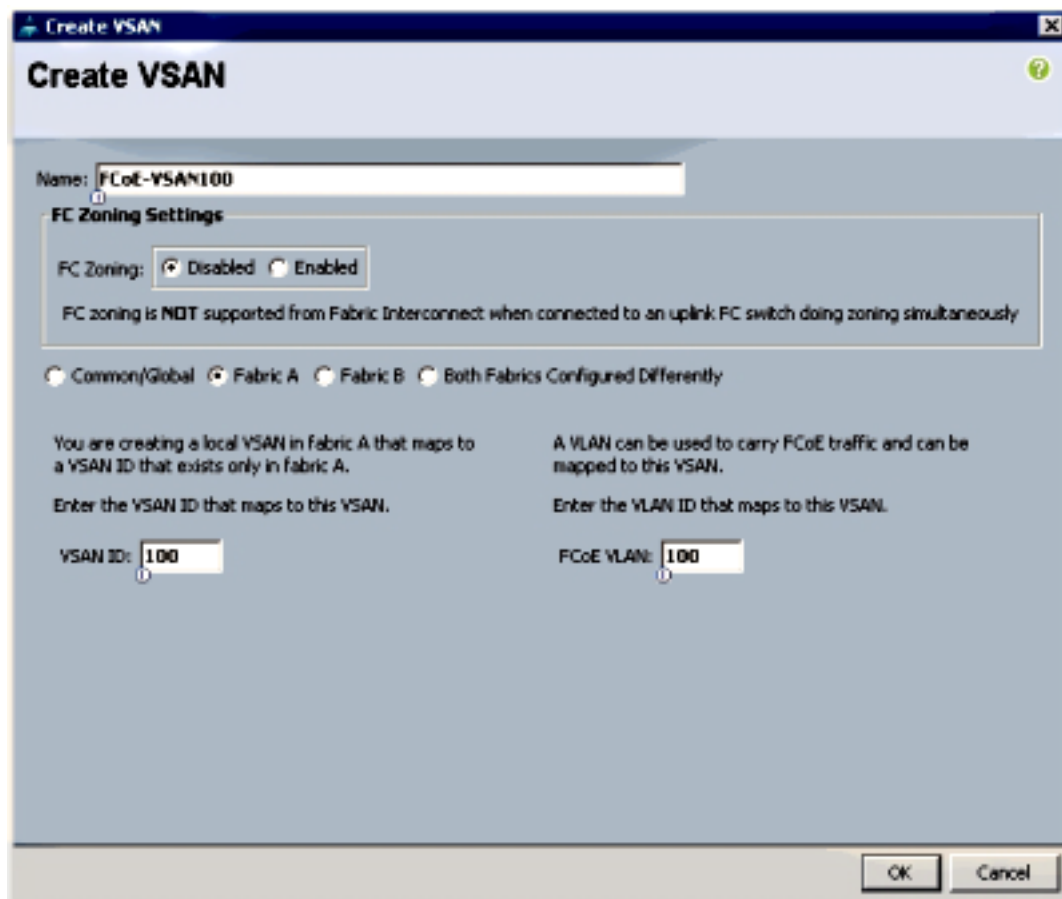 Create VSAN
Create VSAN
Name: FCoE-VSAN100
FC Zoning Settings
FC Zoning: Disabled Enabled
FC zoning is NOT supported from Fabric Interconnect when connected to an uplink FC switch doing zoning simultaneously
Common/Global Fabric A Fabric B Both Fabrics Configured Differently
You are creating a local VSAN in fabric A that maps to
a VSAN ID that exists only in fabric A.
Enter the VSAN ID that maps to this VSAN.
VSAN ID: 100
A VLAN can be used to carry FCoE traffic and can be
mapped to this VSAN.
Enter the VLAN ID that maps to this VSAN.
FCoE VLAN: 100
OK Cancel